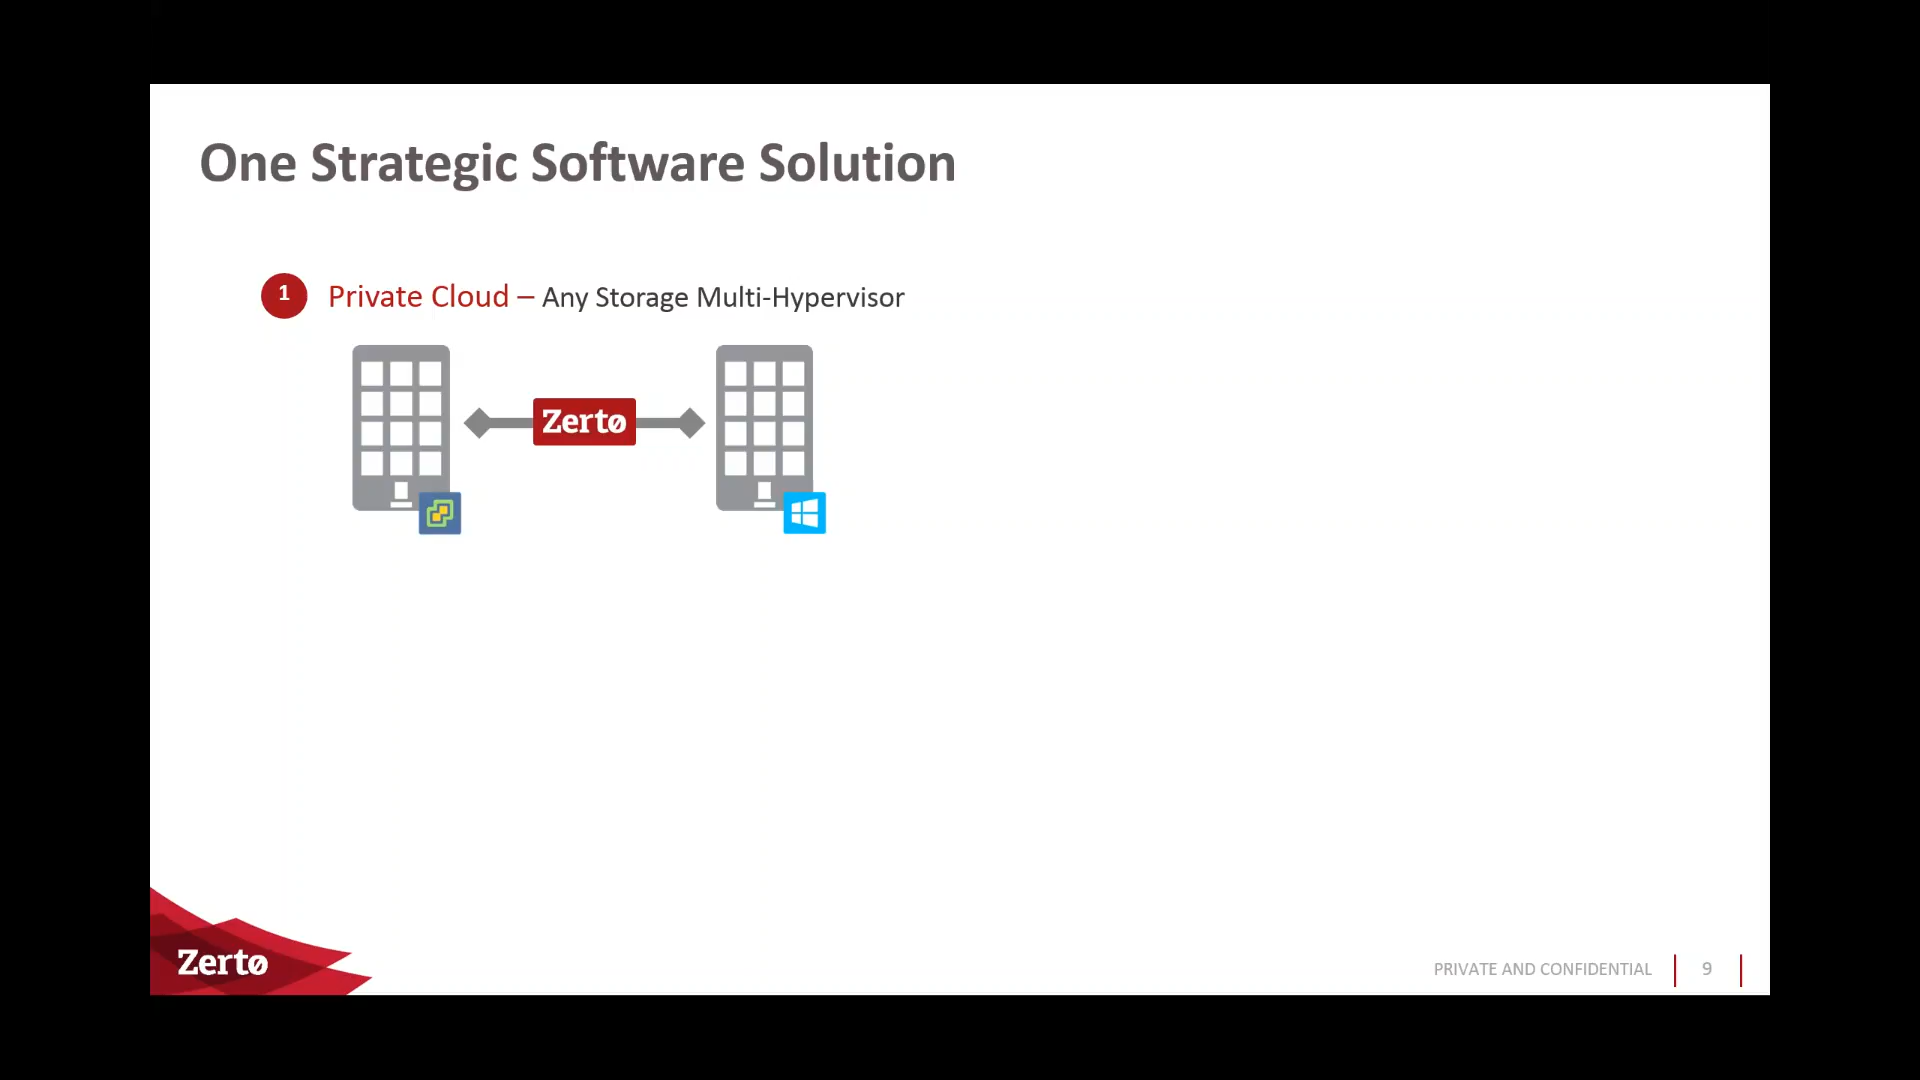 One Strategic Software Solution
1 Private Cloud – Any Storage Multi-Hypervisor
Zerto
Zerto
PRIVATE AND CONFIDENTIAL 9